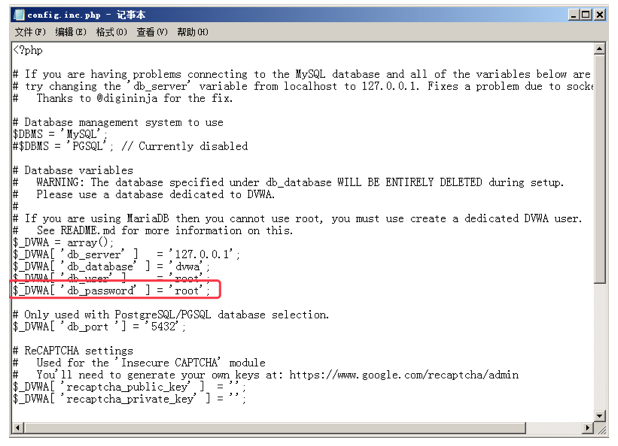 config.inc.php - 记事本
文件(F) 编辑(E) 格式(O) 查看(V) 帮助(H)
<?php
# If you are having problems connecting to the MySQL database and all of the variables below are
# try changing the 'db_server' variable from localhost to 127.0.0.1. Fixes a problem due to socke
#   Thanks to @digininja for the fix.
# Database management system to use
$DBMS = 'MySQL';
#$DBMS = 'PGSQL'; // Currently disabled
# Database variables
#   WARNING: The database specified under db_database WILL BE ENTIRELY DELETED during setup.
#   Please use a database dedicated to DVWA.
#
# If you are using MariaDB then you cannot use root, you must use create a dedicated DVWA user.
#   See README.md for more information on this.
$_DVWA = array();
$_DVWA[ 'db_server' ]   = '127.0.0.1';
$_DVWA[ 'db_database' ] = 'dvwa';
$_DVWA[ 'db_user' ]     = 'root';
$_DVWA[ 'db_password' ] = 'root';
# Only used with PostgreSQL/PGSQL database selection.
$_DVWA[ 'db_port '] = '5432';
# ReCAPTCHA settings
#   Used for the 'Insecure CAPTCHA' module
#   You'll need to generate your own keys at: https://www.google.com/recaptcha/admin
$_DVWA[ 'recaptcha_public_key' ]  = '';
$_DVWA[ 'recaptcha_private_key' ] = '';